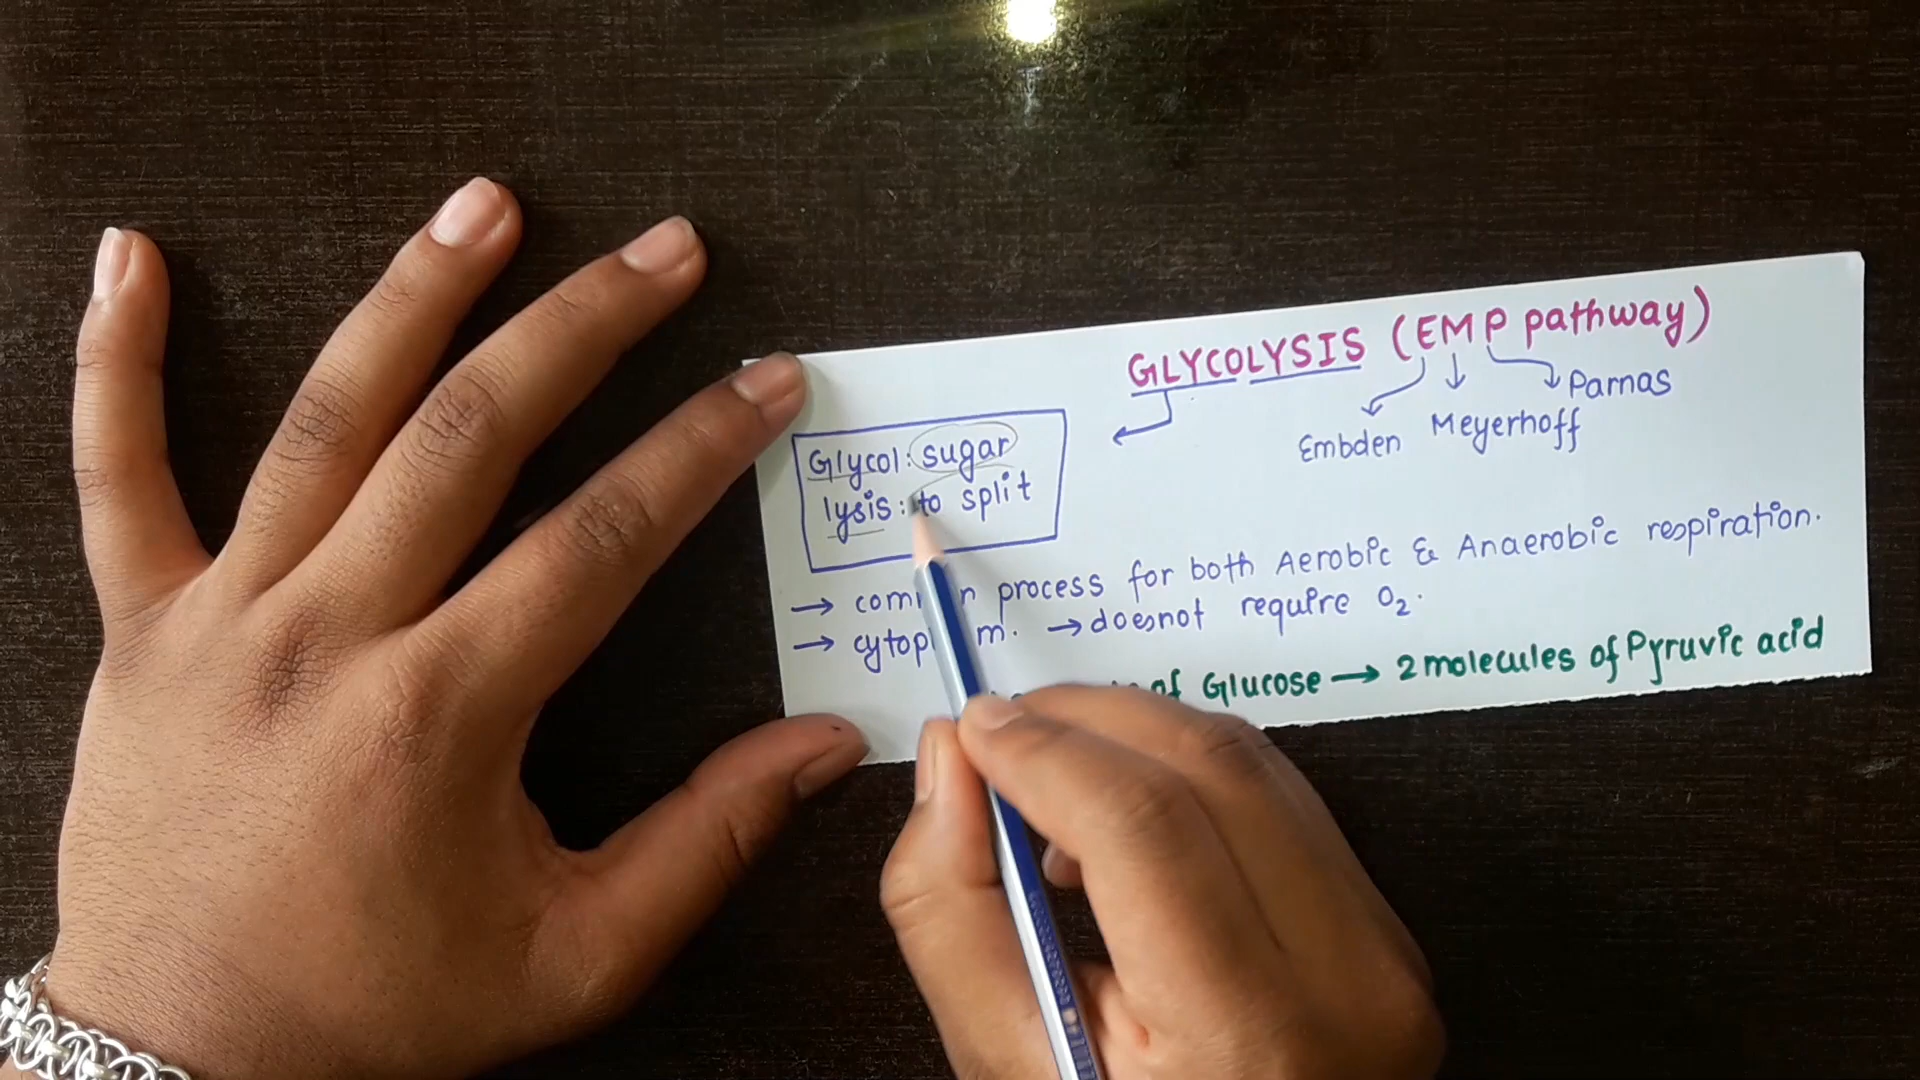 GLYCOLYSIS (EMP pathway)
Parnas
Meyerhoff
Embden
Glycol: sugar
lysis: to split
→ process for both Aerobic & Anaerobic respiration.
→ → doesnot require O₂.
of Glucose → 2 molecules of Pyruvic acid